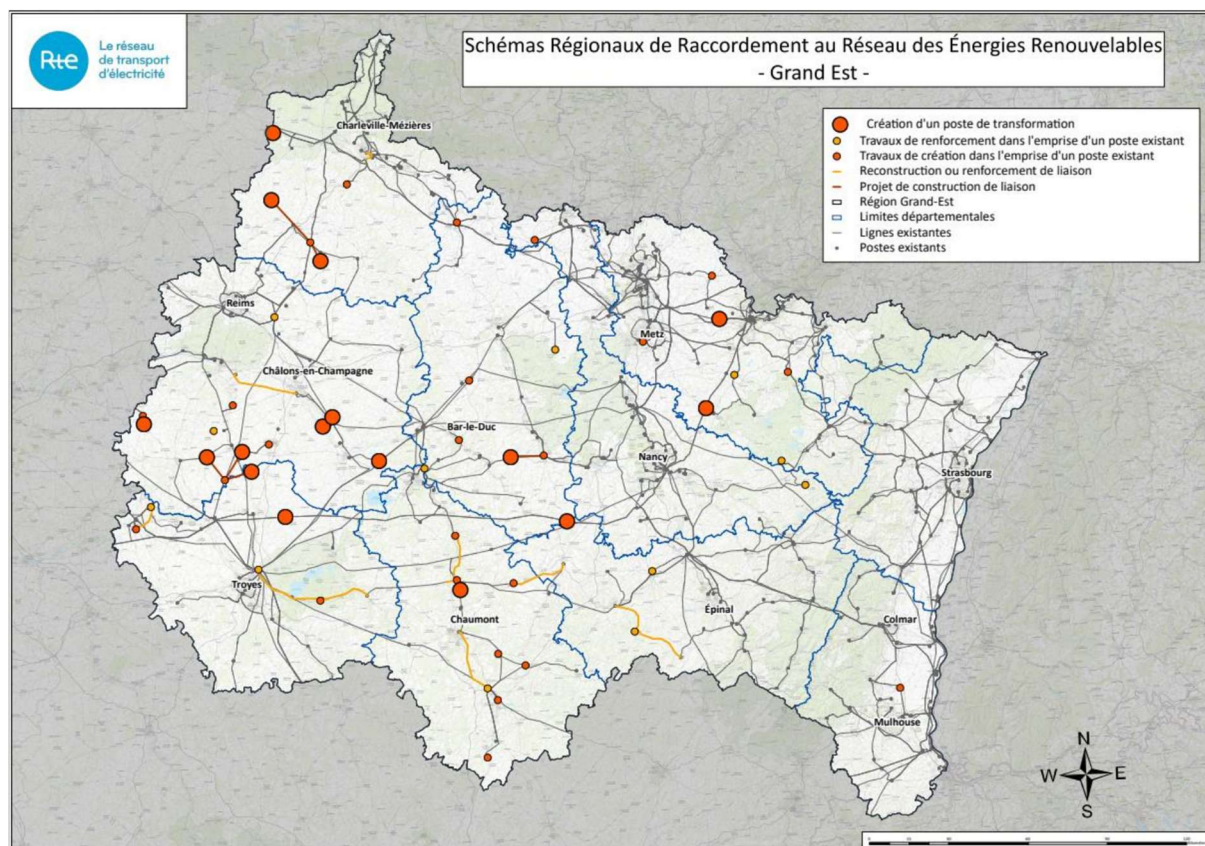 Rte
Le réseau
de transport
d'électricité
Schémas Régionaux de Raccordement au Réseau des Énergies Renouvelables
- Grand Est -
Création d'un poste de transformation
Travaux de renforcement dans l'emprise d'un poste existant
Travaux de création dans l'emprise d'un poste existant
Reconstruction ou renforcement de liaison
Projet de construction de liaison
Région Grand-Est
Limites départementales
Lignes existantes
Postes existants
Charleville-Mézières
Reims
Metz
Châlons-en-Champagne
Bar-le-Duc
Nancy
Strasbourg
Troyes
Chaumont
Épinal
Colmar
Mulhouse
N
W
E
S